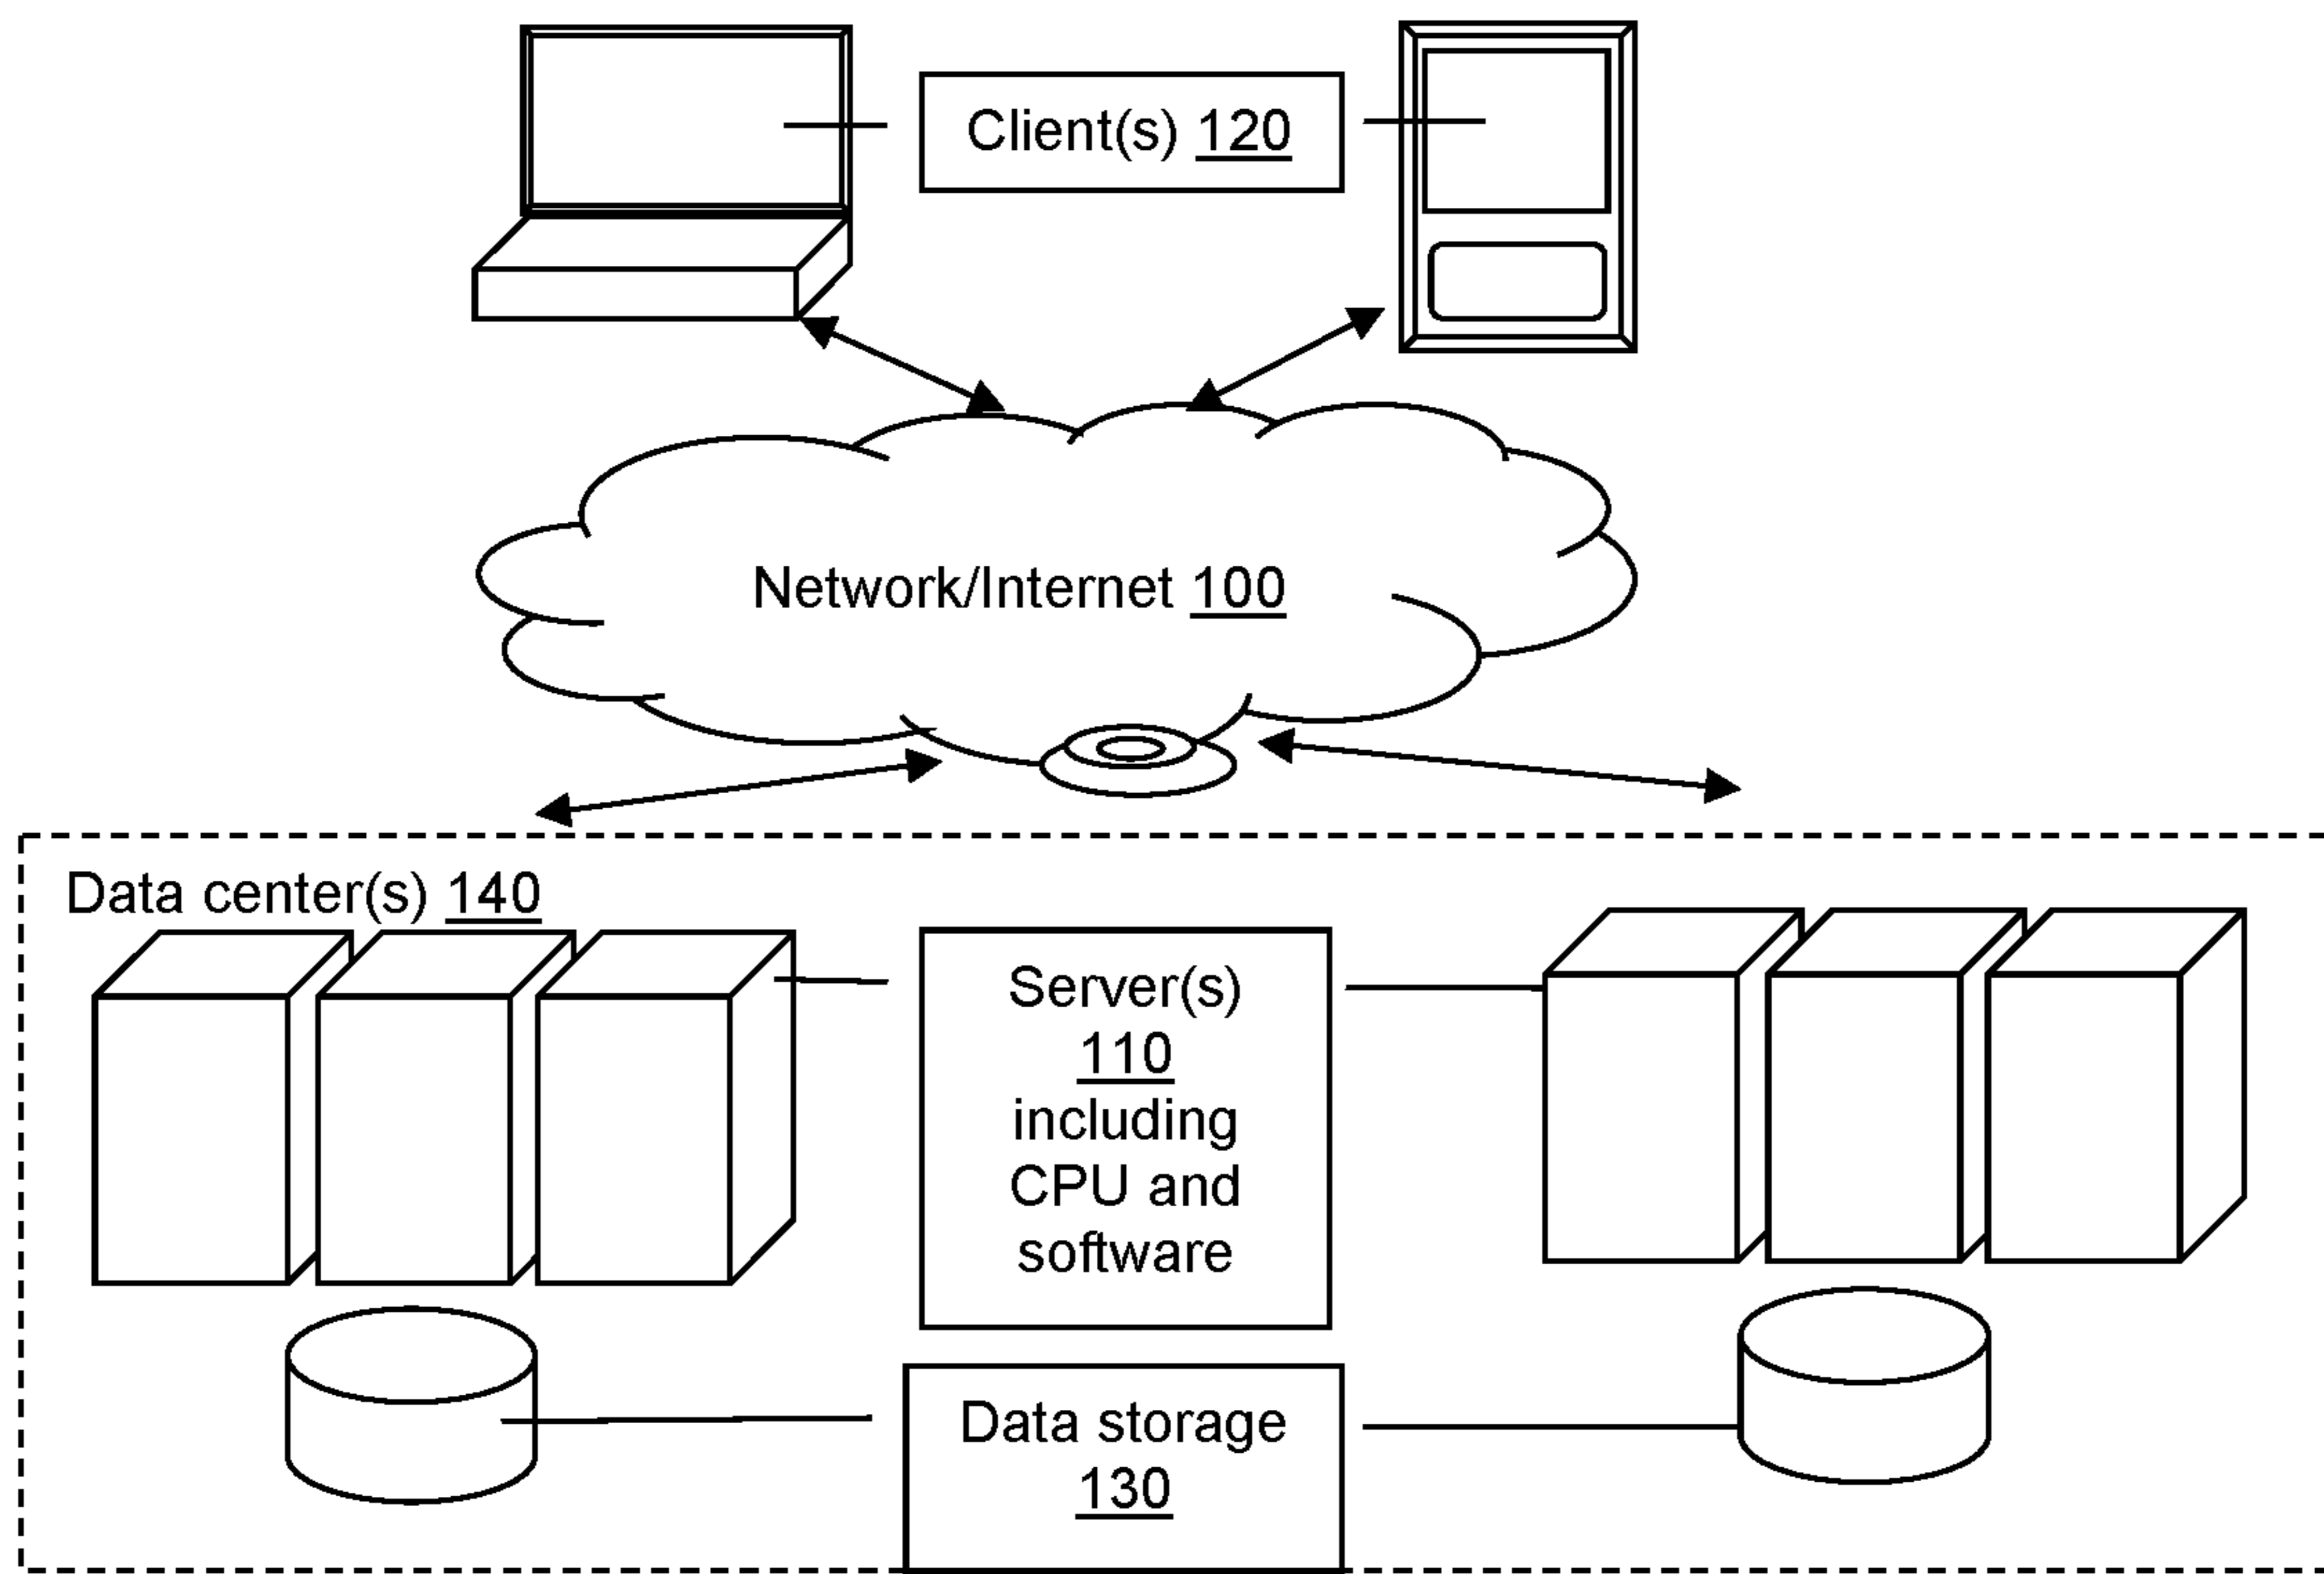 Client(s) 120
Network/Internet 100
Data center(s) 140
Server(s)
110
including
CPU and
software
Data storage
130